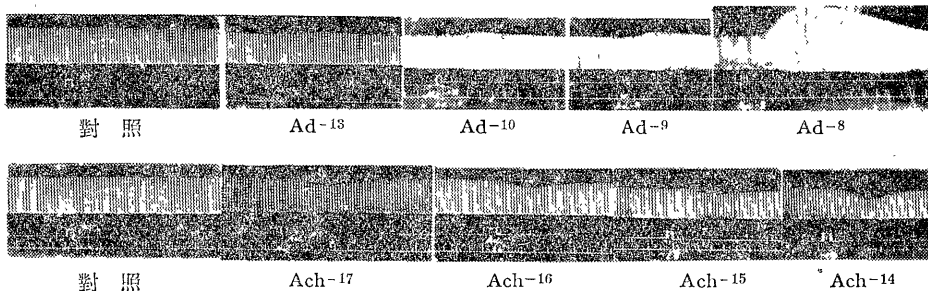 對照 Ad-13 Ad-10 Ad-9 Ad-8
對照 Ach-17 Ach-16 Ach-15 Ach-14